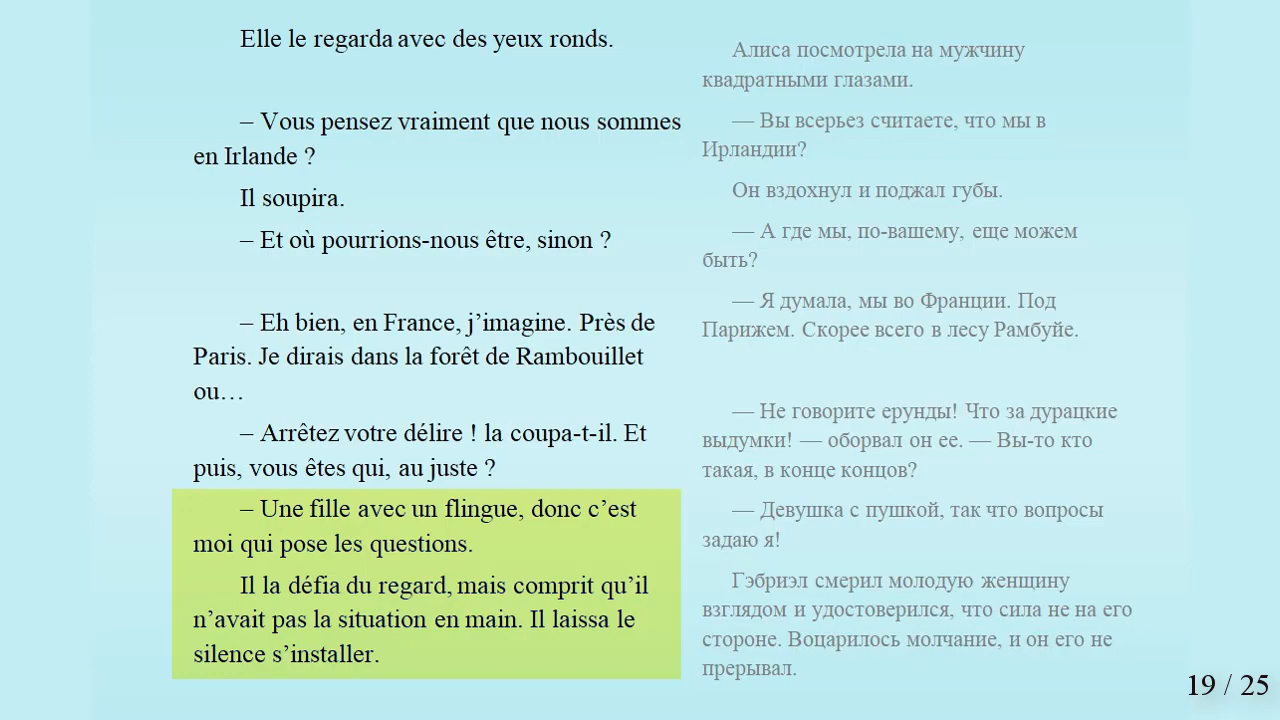 Elle le regarda avec des yeux ronds.
– Vous pensez vraiment que nous sommes
en Irlande ?
Il soupira.
– Et où pourrions-nous être, sinon ?
– Eh bien, en France, j’imagine. Près de
Paris. Je dirais dans la forêt de Rambouillet
ou…
– Arrêtez votre délire ! la coupa-t-il. Et
puis, vous êtes qui, au juste ?
– Une fille avec un flingue, donc c’est
moi qui pose les questions.
Il la défia du regard, mais comprit qu’il
n’avait pas la situation en main. Il laissa le
silence s’installer.
Алиса посмотрела на мужчину
квадратными глазами.
— Вы всерьез считаете, что мы в
Ирландии?
Он вздохнул и поджал губы.
— А где мы, по-вашему, еще можем
быть?
— Я думала, мы во Франции. Под
Парижем. Скорее всего в лесу Рамбуйе.
— Не говорите ерунды! Что за дурацкие
выдумки! — оборвал он ее. — Вы-то кто
такая, в конце концов?
— Девушка с пушкой, так что вопросы
задаю я!
Гэбриэл смерил молодую женщину
взглядом и удостоверился, что сила не на его
стороне. Воцарилось молчание, и он его не
прерывал.
19 / 25